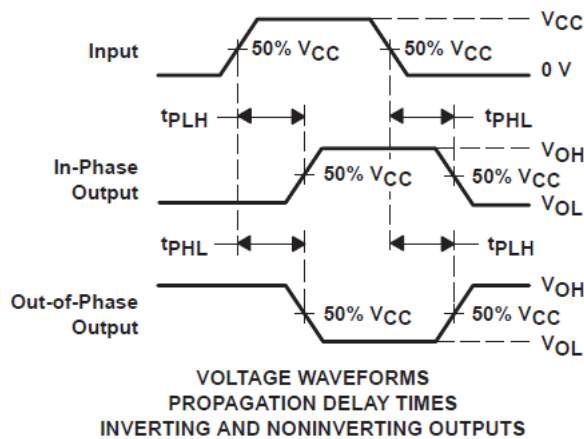 VCC
Input
50% VCC
50% VCC
0 V
tPLH
tPHL
VOH
In-Phase
Output
50% VCC
50% VCC
VOL
tPHL
tPLH
VOH
Out-of-Phase
Output
50% VCC
50% VCC
VOL
VOLTAGE WAVEFORMS
PROPAGATION DELAY TIMES
INVERTING AND NONINVERTING OUTPUTS